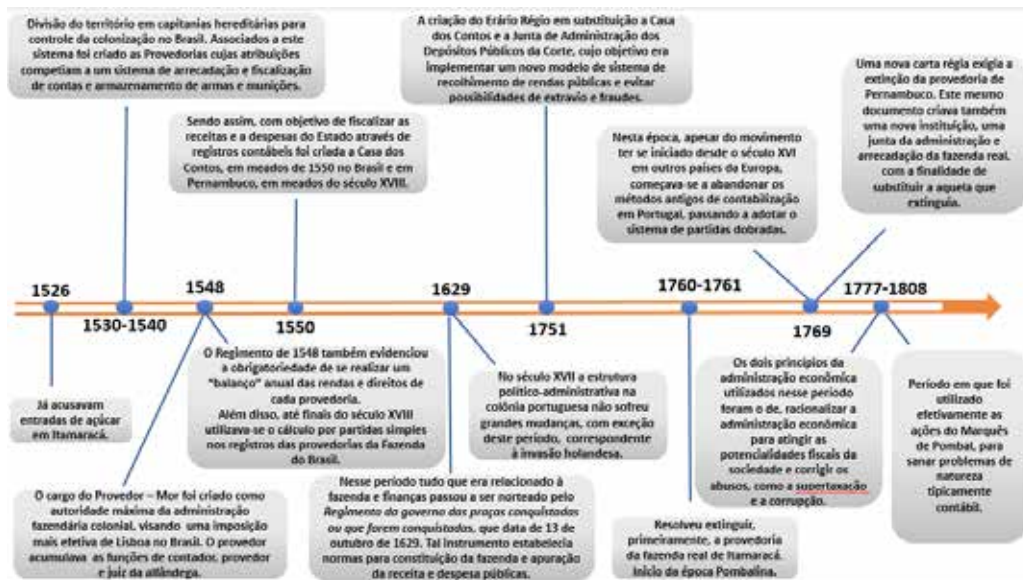 Divisão do território em capitanias hereditárias para
controle da colonização no Brasil. Associados a
este sistema foi criado as Provedorias cujas atribuições
competiam a um sistema de arrecadação e fiscalização
de contas e armazenamento de armas e munições.
Sendo assim, com objetivo de fiscalizar as
receitas e a despesas do Estado através de
registros contábeis foi criada a Casa dos
Contos, em meados de 1550 no Brasil e em
Pernambuco, em meados do século XVIII.
A criação do Erário Régio em substituição a Casa
dos Contos e a Junta de Administração dos
Depósitos Públicos da Corte, cujo objetivo era
implementar um novo modelo de sistema de
recolhimento de rendas públicas e evitar
possibilidades de extravio e fraudes.
Nesta época, apesar do movimento
ter se iniciado desde o século XVI
em outros países da Europa,
começava-se a abandonar os
métodos antigos de contabilização
em Portugal, passando a adotar o
sistema de partidas dobradas.
Uma nova carta régia exigia a
extinção da provedoria de
Pernambuco. Este mesmo
documento criava também
uma nova instituição, uma
junta da administração e
arrecadação da fazenda real,
com a finalidade de
substituir a aquela que
extinguia.
1526
1530-1540
1548
1550
1629
1751
1760-1761
1769
1777-1808
Já acusavam
entradas de açúcar
em Itamaracá.
O cargo do Provedor – Mor foi criado como
autoridade máxima da administração
fazendária colonial, visando uma imposição
mais efetiva de Lisboa no Brasil. O provedor
acumulava as funções de contador, provedor
e juiz da alfândega.
O Regimento de 1548 também evidenciou
a obrigatoriedade de se realizar um
"balanço" anual das rendas e direitos de
cada provedoria.
Além disso, até finais do século XVIII
utilizava-se o cálculo por partidas simples
nos registros das provedorias da Fazenda
do Brasil.
Nesse período tudo que era relacionado à
fazenda e finanças passou a ser norteado pelo
Regimento do governo das praças conquistadas
ou que forem conquistadas, que data de 13 de
outubro de 1629. Tal instrumento estabelecia
normas para constituição da fazenda e apuração
da receita e despesa públicas.
No século XVII a estrutura
político-administrativa na
colônia portuguesa não sofreu
grandes mudanças, com exceção
deste período, correspondente
à invasão holandesa.
Resolveu extinguir,
primeiramente, a provedoria
da fazenda real de Itamaracá.
Início da época Pombalina.
Os dois princípios da
administração econômica
utilizados nesse período
foram o de, racionalizar a
administração econômica
para atingir as
potencialidades fiscais da
sociedade e corrigir os
abusos, como a supertaxação
e a corrupção.
Período em que foi
utilizado
efetivamente as
ações do Marquês
de Pombal, para
sanar problemas de
natureza
tipicamente
contábil.